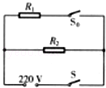 R₁ S₀
R₂
220 V S